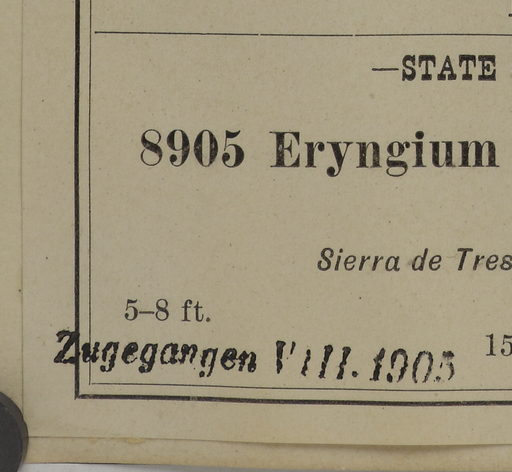 —STATE
8905 Eryngium
Sierra de Tres
5–8 ft.
15
Zugegangen VIII. 1905